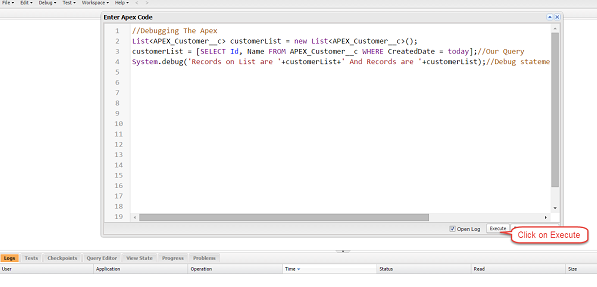 File Edit Debug Test Workspace Help < >
Enter Apex Code
1 //Debugging The Apex
2 List<APEX_Customer__c> customerList = new List<APEX_Customer__c>();
3 customerList = [SELECT Id, Name FROM APEX_Customer__c WHERE CreatedDate = today];//Our Query
4 System.debug('Records on List are '+customerList+' And Records are '+customerList);//Debug stateme
5
6
7
8
9
10
11
12
13
14
15
16
17
18
19
Open Log Execute
Click on Execute
Logs Tests Checkpoints Query Editor View State Progress Problems
User Application Operation Time Status Read Size